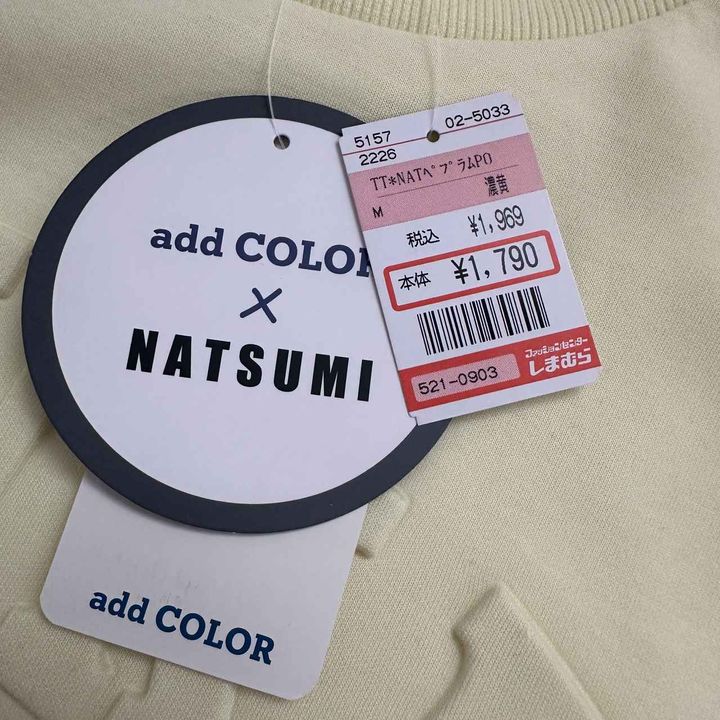 add COLOR
×
NATSUMI
add COLOR
5157 02-5033
2226
TT*NATペプラムPO
M 濃黄
税込 ¥1,969
本体 ¥1,790
ファッションセンター
しまむら
521-0903